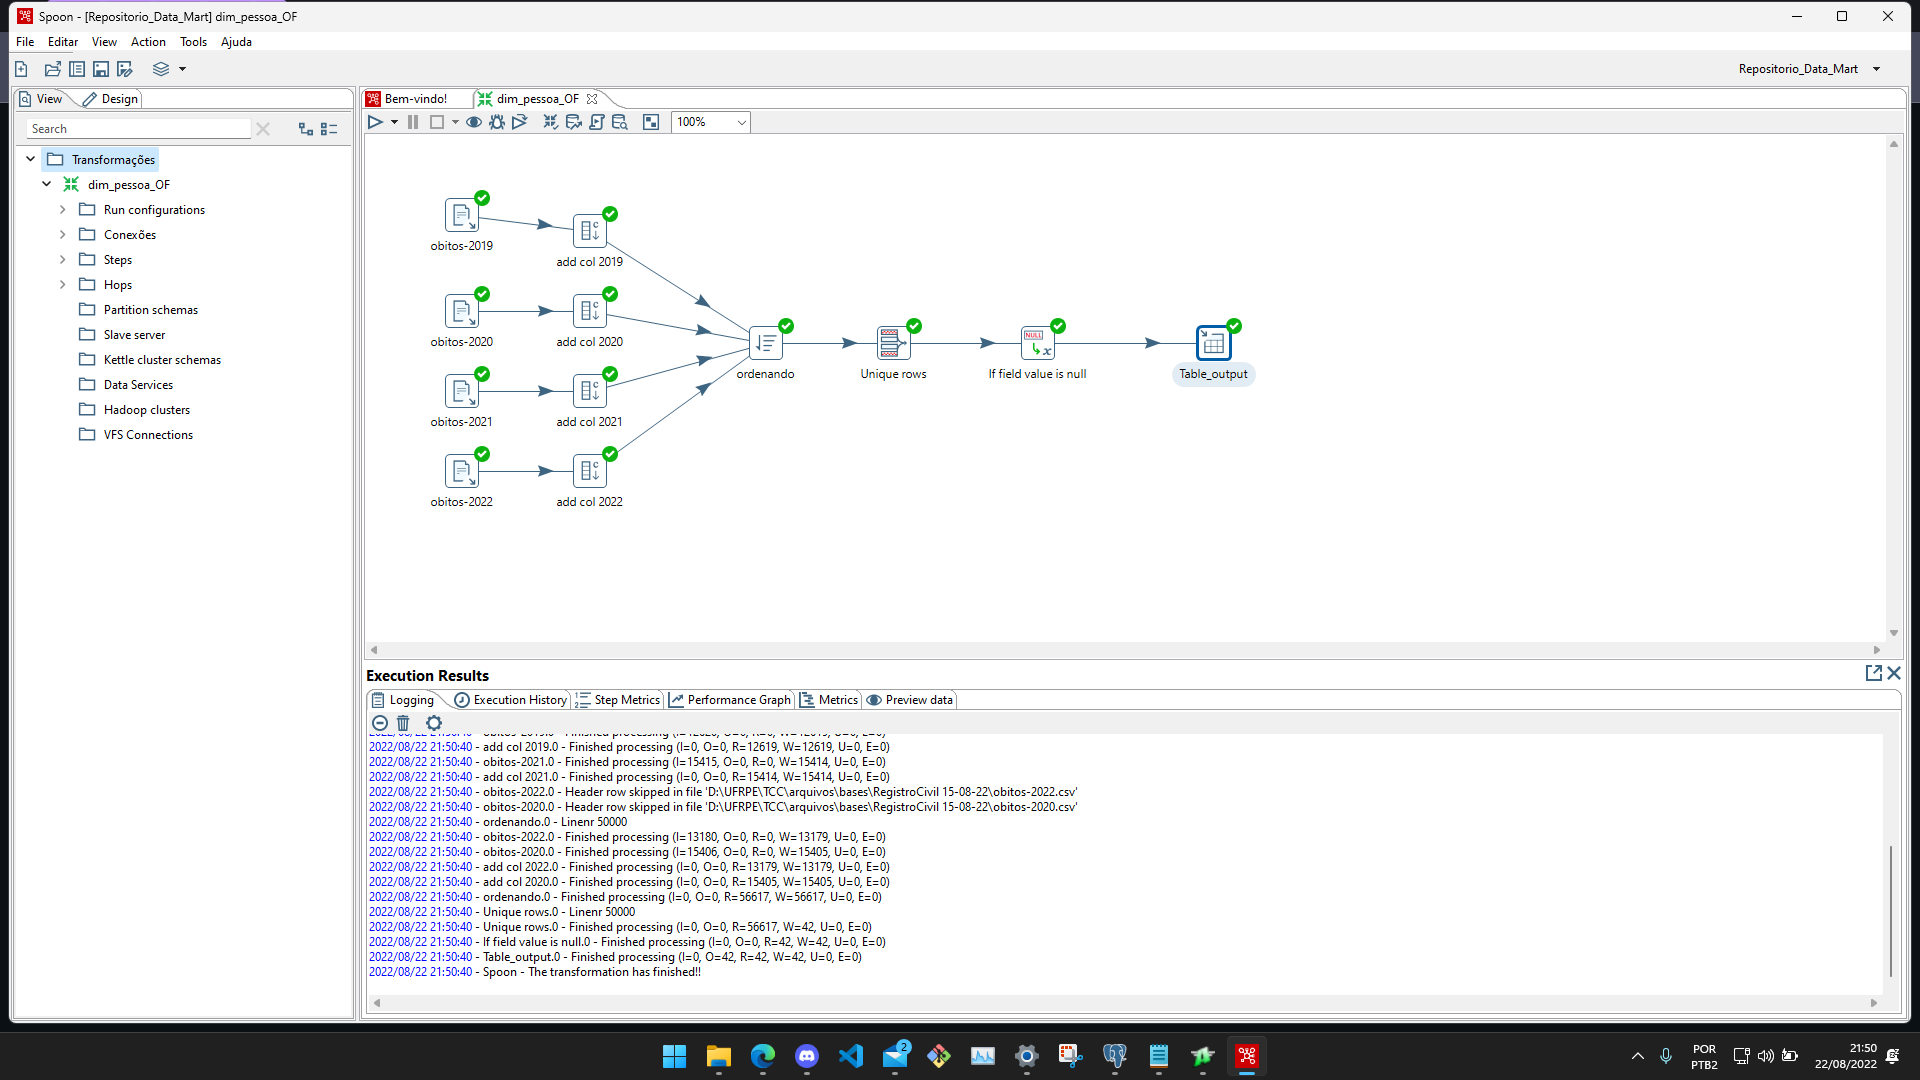 Spoon - [Repositorio_Data_Mart] dim_pessoa_OF
File Editar View Action Tools Ajuda
Repositorio_Data_Mart
View Design
Search
Transformações
dim_pessoa_OF
Run configurations
Conexões
Steps
Hops
Partition schemas
Slave server
Kettle cluster schemas
Data Services
Hadoop clusters
VFS Connections
Bem-vindo! dim_pessoa_OF
100%
obitos-2019
add col 2019
obitos-2020
add col 2020
obitos-2021
add col 2021
obitos-2022
add col 2022
ordenando
Unique rows
NULL
If field value is null
Table_output
Execution Results
Logging Execution History Step Metrics Performance Graph Metrics Preview data
2022/08/22 21:50:40 - add col 2019.0 - Finished processing (I=0, O=0, R=12619, W=12619, U=0, E=0)
2022/08/22 21:50:40 - obitos-2021.0 - Finished processing (I=15415, O=0, R=0, W=15414, U=0, E=0)
2022/08/22 21:50:40 - add col 2021.0 - Finished processing (I=0, O=0, R=15414, W=15414, U=0, E=0)
2022/08/22 21:50:40 - obitos-2022.0 - Header row skipped in file 'D:\UFRPE\TCC\arquivos\bases\RegistroCivil 15-08-22\obitos-2022.csv'
2022/08/22 21:50:40 - obitos-2020.0 - Header row skipped in file 'D:\UFRPE\TCC\arquivos\bases\RegistroCivil 15-08-22\obitos-2020.csv'
2022/08/22 21:50:40 - ordenando.0 - Linenr 50000
2022/08/22 21:50:40 - obitos-2022.0 - Finished processing (I=13180, O=0, R=0, W=13179, U=0, E=0)
2022/08/22 21:50:40 - obitos-2020.0 - Finished processing (I=15406, O=0, R=0, W=15405, U=0, E=0)
2022/08/22 21:50:40 - add col 2022.0 - Finished processing (I=0, O=0, R=13179, W=13179, U=0, E=0)
2022/08/22 21:50:40 - add col 2020.0 - Finished processing (I=0, O=0, R=15405, W=15405, U=0, E=0)
2022/08/22 21:50:40 - ordenando.0 - Finished processing (I=0, O=0, R=56617, W=56617, U=0, E=0)
2022/08/22 21:50:40 - Unique rows.0 - Linenr 50000
2022/08/22 21:50:40 - Unique rows.0 - Finished processing (I=0, O=0, R=56617, W=42, U=0, E=0)
2022/08/22 21:50:40 - If field value is null.0 - Finished processing (I=0, O=0, R=42, W=42, U=0, E=0)
2022/08/22 21:50:40 - Table_output.0 - Finished processing (I=0, O=42, R=42, W=42, U=0, E=0)
2022/08/22 21:50:40 - Spoon - The transformation has finished!!
2
POR
PTB2
21:50
22/08/2022